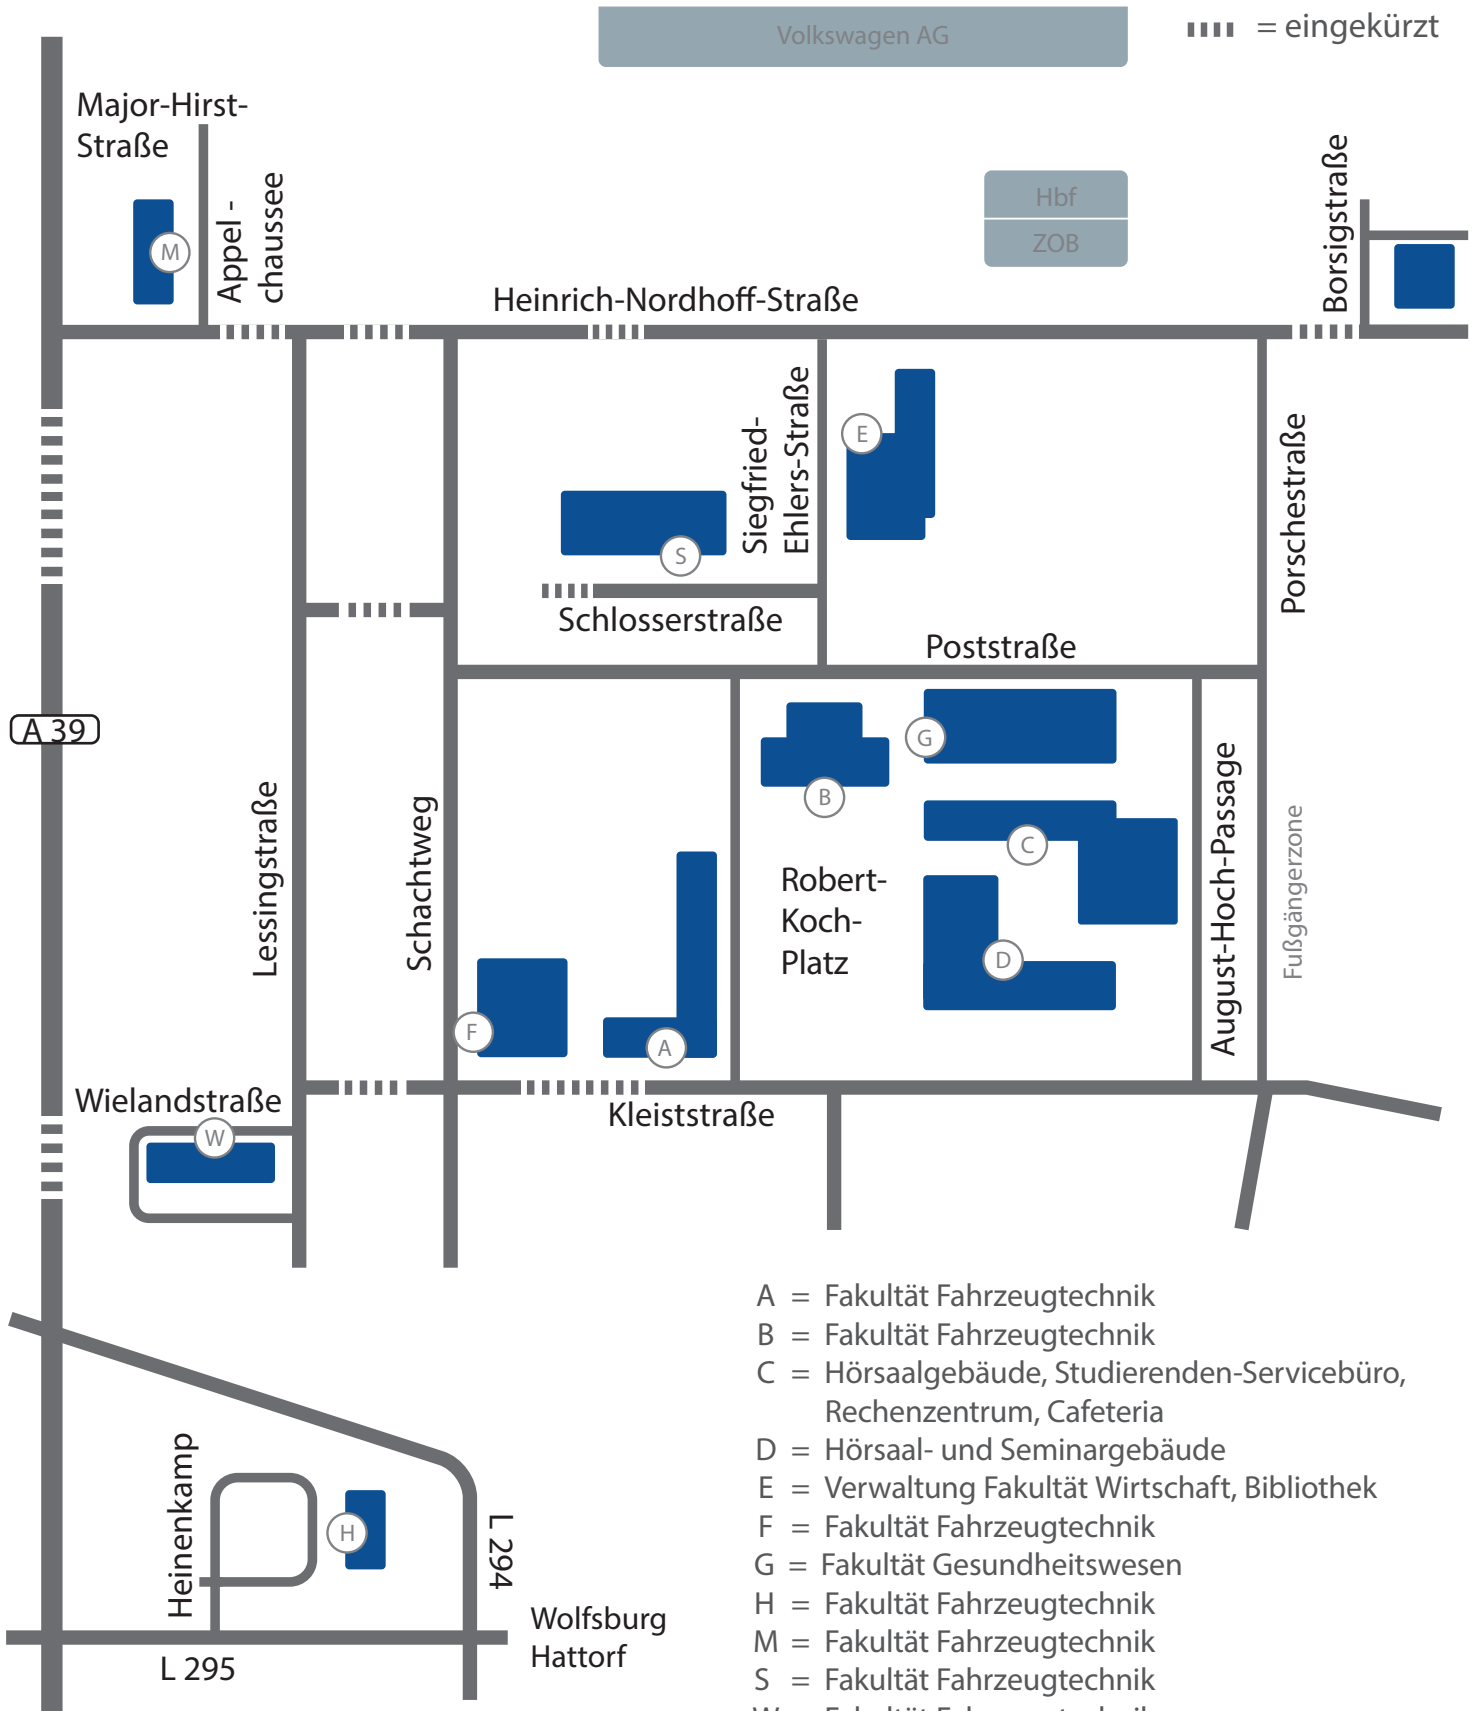 Volkswagen AG
= eingekürzt
Major-Hirst-
Straße
Appel -
chaussee
M
Hbf
ZOB
Borsigstraße
Heinrich-Nordhoff-Straße
Siegfried-
Ehlers-Straße
E
S
Porschestraße
Schlosserstraße
Poststraße
A 39
G
B
C
Lessingstraße
Schachtweg
Robert-
Koch-
Platz
August-Hoch-Passage
Fußgängerzone
D
F
A
Wielandstraße
Kleiststraße
W
A = Fakultät Fahrzeugtechnik
B = Fakultät Fahrzeugtechnik
C = Hörsaalgebäude, Studierenden-Servicebüro,
Rechenzentrum, Cafeteria
D = Hörsaal- und Seminargebäude
E = Verwaltung Fakultät Wirtschaft, Bibliothek
F = Fakultät Fahrzeugtechnik
G = Fakultät Gesundheitswesen
H = Fakultät Fahrzeugtechnik
M = Fakultät Fahrzeugtechnik
S = Fakultät Fahrzeugtechnik
W = Fakultät Fahrzeugtechnik
Heinenkamp
H
L 294
Wolfsburg
Hattorf
L 295